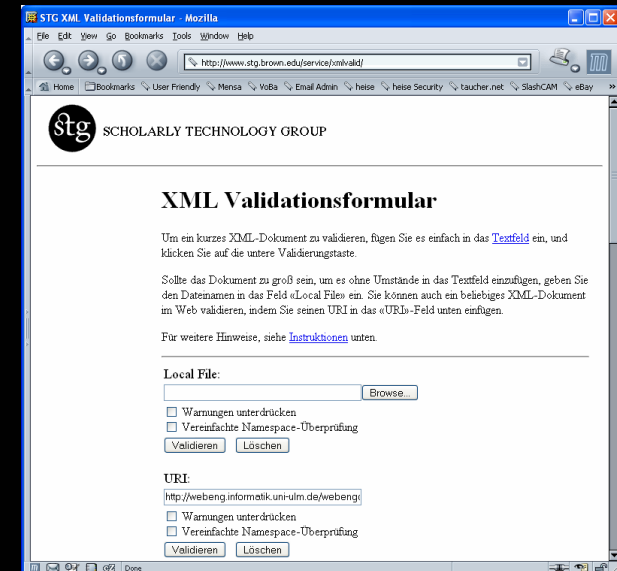 STG XML Validationsformular - Mozilla
File Edit View Go Bookmarks Tools Window Help
http://www.stg.brown.edu/service/xmlvalid/
Home Bookmarks User Friendly Mensa VoBa Email Admin heise heise Security taucher.net SlashCAM eBay »
stg SCHOLARLY TECHNOLOGY GROUP
XML Validationsformular
Um ein kurzes XML-Dokument zu validieren, fügen Sie es einfach in das Textfeld ein, und
klicken Sie auf die untere Validierungstaste.
Sollte das Dokument zu groß sein, um es ohne Umstände in das Textfeld einzufügen, geben Sie
den Dateinamen in das Feld «Local File» ein. Sie können auch ein beliebiges XML-Dokument
im Web validieren, indem Sie seinen URI in das «URI»-Feld unten einfügen.
Für weitere Hinweise, siehe Instruktionen unten.
Local File:
Browse...
Warnungen unterdrücken
Vereinfachte Namespace-Überprüfung
Validieren Löschen
URI:
http://webeng.informatik.uni-ulm.de/webeng
Warnungen unterdrücken
Vereinfachte Namespace-Überprüfung
Validieren Löschen
Done